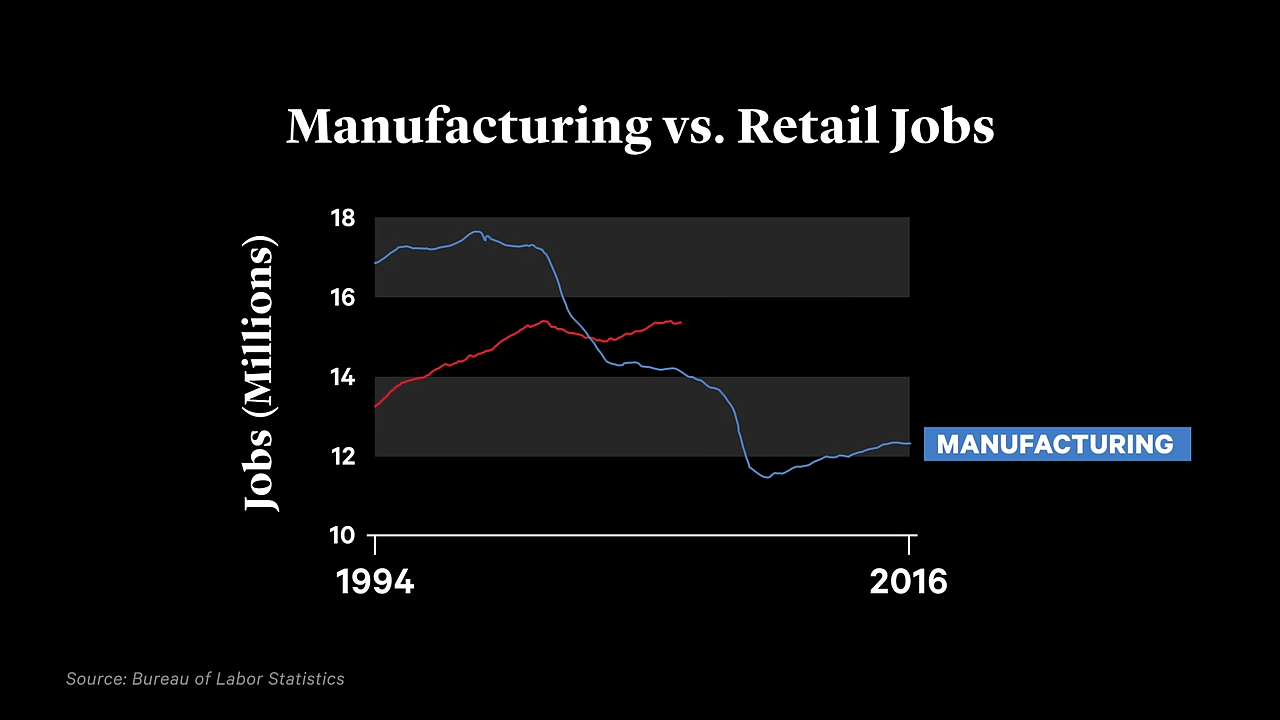 Manufacturing vs. Retail Jobs
Jobs (Millions)
18
16
14
12
10
MANUFACTURING
1994
2016
Source: Bureau of Labor Statistics